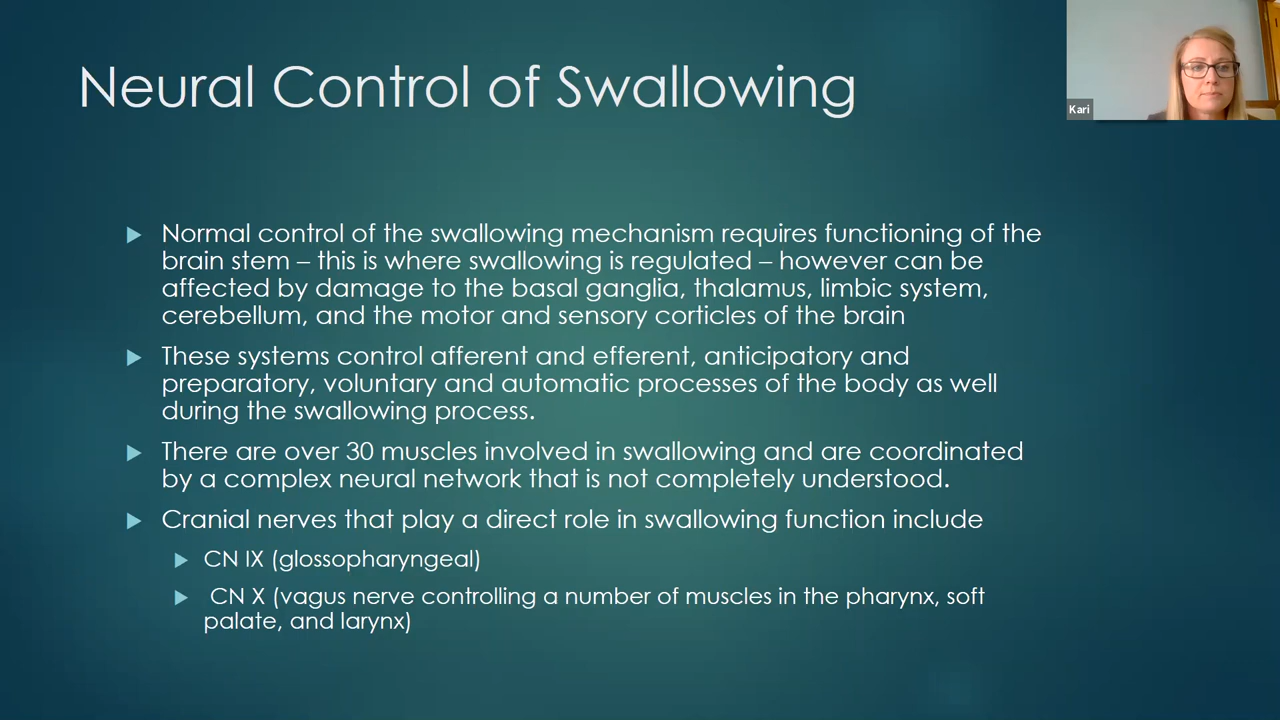 Neural Control of Swallowing
Kari
Normal control of the swallowing mechanism requires functioning of the
brain stem – this is where swallowing is regulated – however can be
affected by damage to the basal ganglia, thalamus, limbic system,
cerebellum, and the motor and sensory corticles of the brain
These systems control afferent and efferent, anticipatory and
preparatory, voluntary and automatic processes of the body as well
during the swallowing process.
There are over 30 muscles involved in swallowing and are coordinated
by a complex neural network that is not completely understood.
Cranial nerves that play a direct role in swallowing function include
CN IX (glossopharyngeal)
CN X (vagus nerve controlling a number of muscles in the pharynx, soft
palate, and larynx)